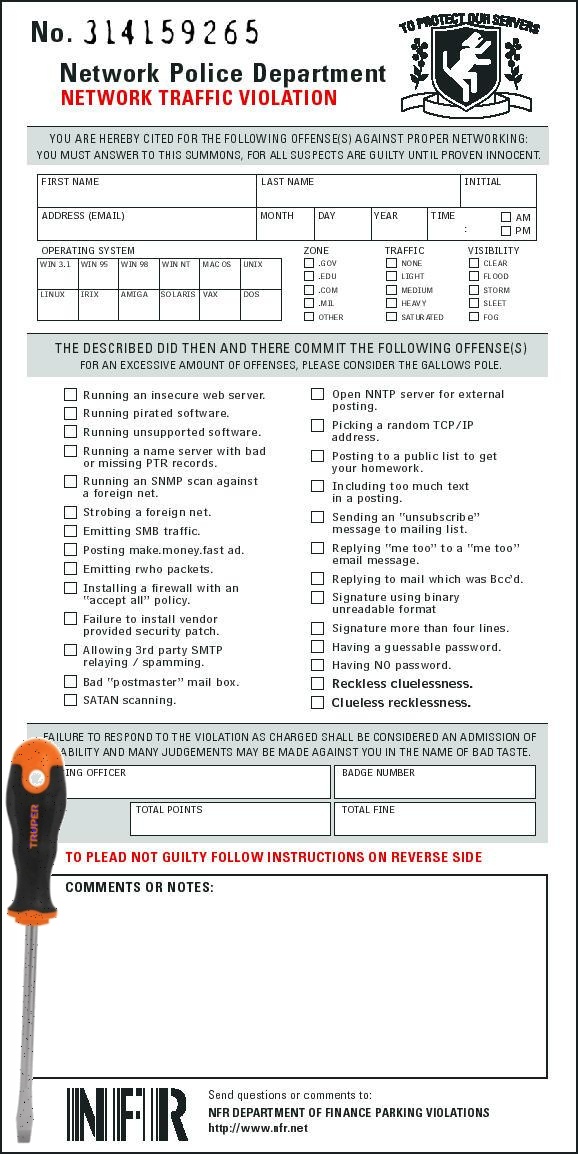 No. 314159265
TO PROTECT OUR SERVERS
Network Police Department
NETWORK TRAFFIC VIOLATION
YOU ARE HEREBY CITED FOR THE FOLLOWING OFFENSE(S) AGAINST PROPER NETWORKING:
YOU MUST ANSWER TO THIS SUMMONS, FOR ALL SUSPECTS ARE GUILTY UNTIL PROVEN INNOCENT.
FIRST NAME LAST NAME INITIAL
ADDRESS (EMAIL) MONTH DAY YEAR TIME : AM
PM
OPERATING SYSTEM ZONE TRAFFIC VISIBILITY
WIN 3.1 WIN 95 WIN 98 WIN NT MAC OS UNIX .GOV NONE CLEAR
.EDU LIGHT FLOOD
LINUX IRIX AMIGA SOLARIS VAX DOS .COM MEDIUM STORM
.MIL HEAVY SLEET
OTHER SATURATED FOG
THE DESCRIBED DID THEN AND THERE COMMIT THE FOLLOWING OFFENSE(S)
FOR AN EXCESSIVE AMOUNT OF OFFENSES, PLEASE CONSIDER THE GALLOWS POLE.
Running an insecure web server.
Running pirated software.
Running unsupported software.
Running a name server with bad
or missing PTR records.
Running an SNMP scan against
a foreign net.
Strobing a foreign net.
Emitting SMB traffic.
Posting make.money.fast ad.
Emitting rwho packets.
Installing a firewall with an
"accept all" policy.
Failure to install vendor
provided security patch.
Allowing 3rd party SMTP
relaying / spamming.
Bad "postmaster" mail box.
SATAN scanning.
Open NNTP server for external
posting.
Picking a random TCP/IP
address.
Posting to a public list to get
your homework.
Including too much text
in a posting.
Sending an "unsubscribe"
message to mailing list.
Replying "me too" to a "me too"
email message.
Replying to mail which was Bcc'd.
Signature using binary
unreadable format
Signature more than four lines.
Having a guessable password.
Having NO password.
Reckless cluelessness.
Clueless recklessness.
FAILURE TO RESPOND TO THE VIOLATION AS CHARGED SHALL BE CONSIDERED AN ADMISSION OF
ABILITY AND MANY JUDGEMENTS MAY BE MADE AGAINST YOU IN THE NAME OF BAD TASTE.
ING OFFICER BADGE NUMBER
TOTAL POINTS TOTAL FINE
TRUPER
TO PLEAD NOT GUILTY FOLLOW INSTRUCTIONS ON REVERSE SIDE
COMMENTS OR NOTES:
NFR
Send questions or comments to:
NFR DEPARTMENT OF FINANCE PARKING VIOLATIONS
http://www.nfr.net